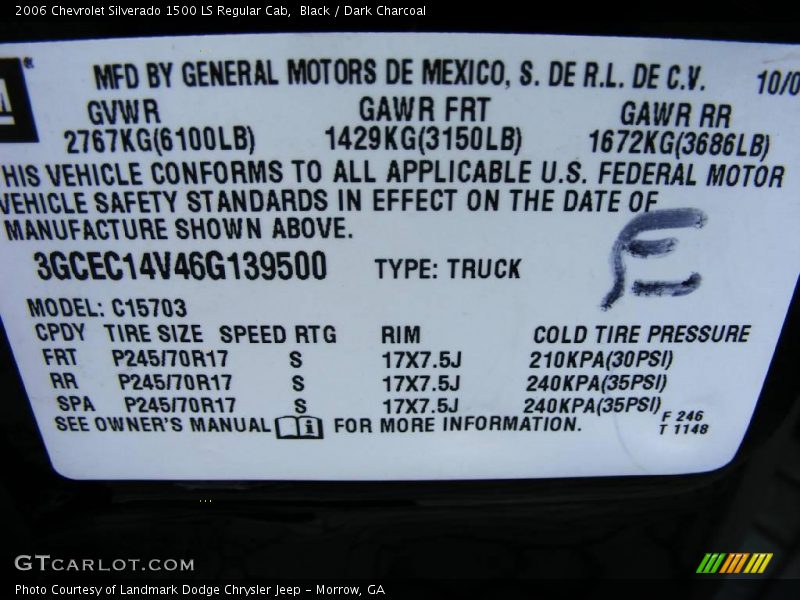 2006 Chevrolet Silverado 1500 LS Regular Cab, Black / Dark Charcoal
MFD BY GENERAL MOTORS DE MEXICO, S. DE R.L. DE C.V. 10/0
GVWR GAWR FRT GAWR RR
2767KG(6100LB) 1429KG(3150LB) 1672KG(3686LB)
HIS VEHICLE CONFORMS TO ALL APPLICABLE U.S. FEDERAL MOTOR
VEHICLE SAFETY STANDARDS IN EFFECT ON THE DATE OF
MANUFACTURE SHOWN ABOVE.
3GCEC14V46G139500 TYPE: TRUCK
E
MODEL: C15703
CPDY TIRE SIZE SPEED RTG RIM COLD TIRE PRESSURE
FRT P245/70R17 S 17X7.5J 210KPA(30PSI)
RR P245/70R17 S 17X7.5J 240KPA(35PSI)
SPA P245/70R17 S 17X7.5J 240KPA(35PSI)
SEE OWNER'S MANUAL i FOR MORE INFORMATION.
F 246
T 1148
GTCARLOT.COM
Photo Courtesy of Landmark Dodge Chrysler Jeep - Morrow, GA